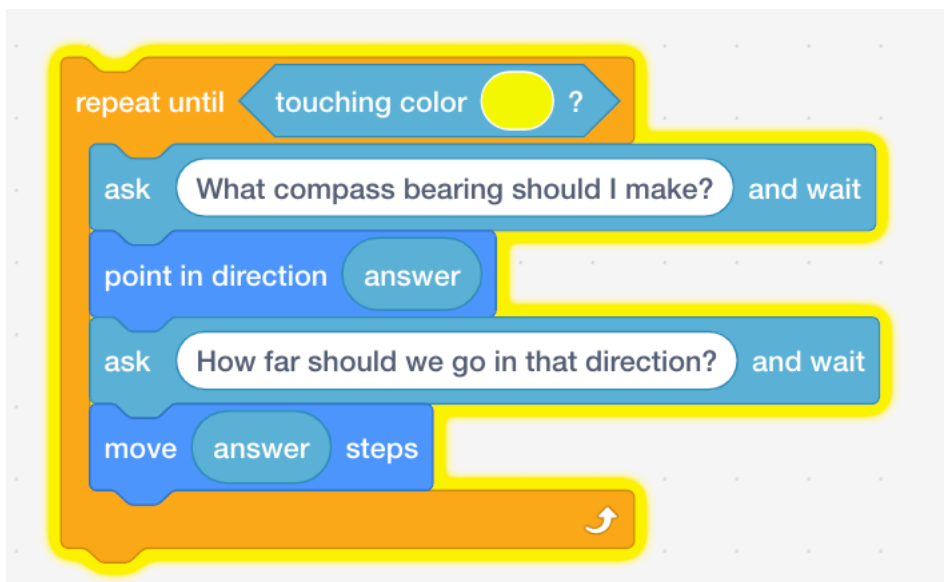 repeat until touching color ?
ask What compass bearing should I make? and wait
point in direction answer
ask How far should we go in that direction? and wait
move answer steps